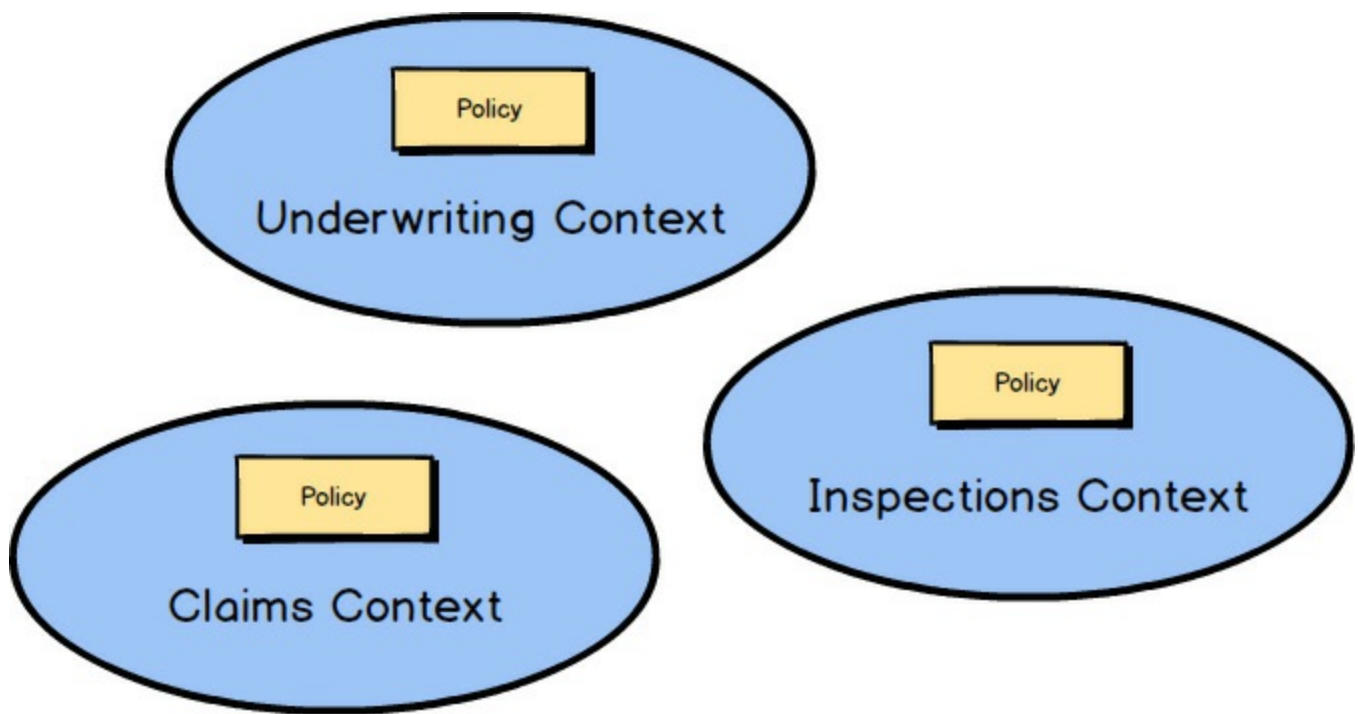 Policy
Underwriting Context
Policy
Inspections Context
Policy
Claims Context